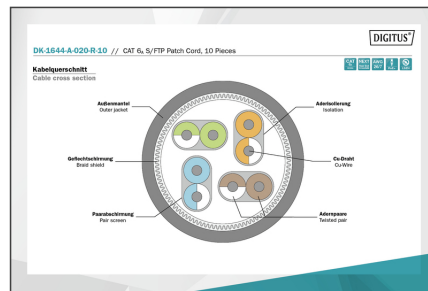 DIGITUS®
DK-1644-A-020-R-10 // CAT 6A S/FTP Patch Cord, 10 Pieces
Kabelquerschnitt
Cable cross section
Außenmantel
Outer jacket
Aderisolierung
Isolation
Geflechtschirmung
Braid shield
Cu-Draht
Cu-Wire
Paarabschirmung
Pair screen
Adernpaare
Twisted pair